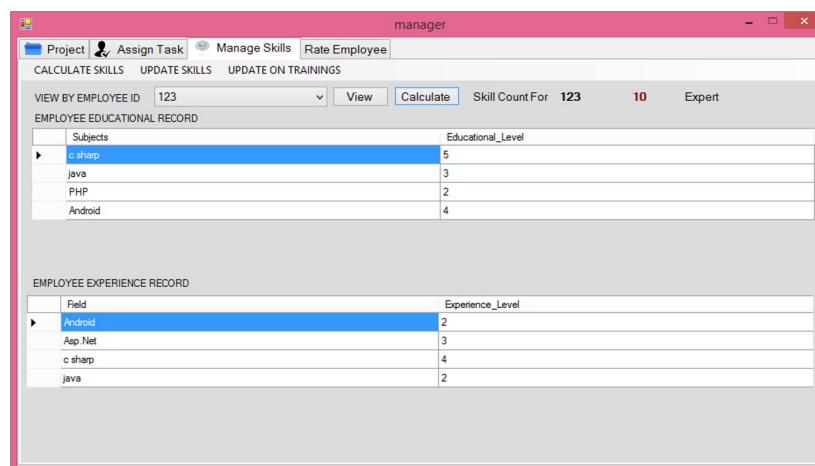 manager
Project Assign Task Manage Skills Rate Employee
CALCULATE SKILLS UPDATE SKILLS UPDATE ON TRAININGS
VIEW BY EMPLOYEE ID 123 View Calculate Skill Count For 123 10 Expert
EMPLOYEE EDUCATIONAL RECORD
Subjects Educational_Level
c sharp 5
java 3
PHP 2
Android 4
EMPLOYEE EXPERIENCE RECORD
Field Experience_Level
Android 2
Asp.Net 3
c sharp 4
java 2